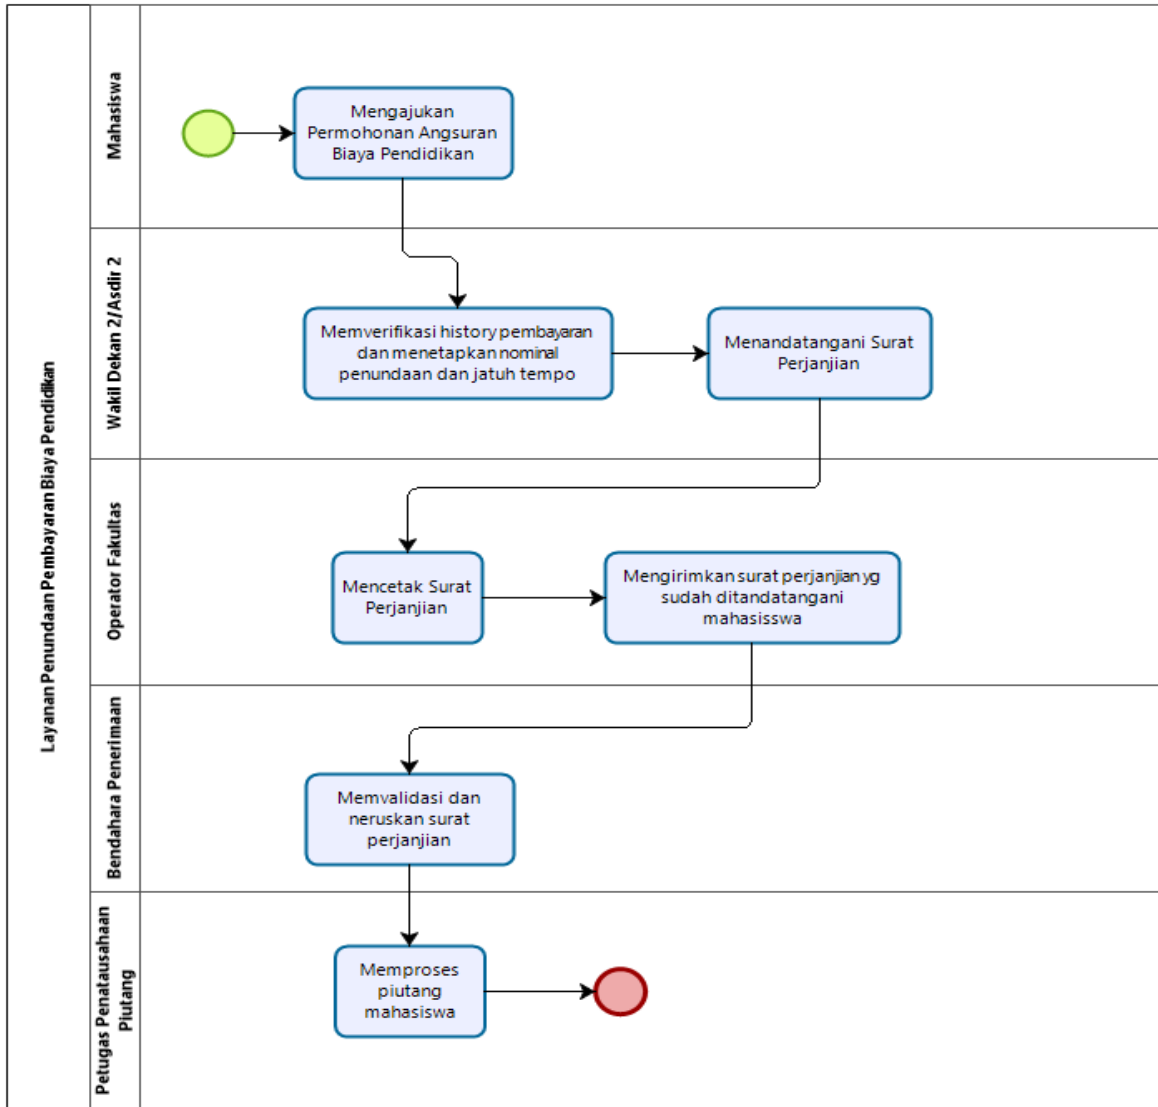 Layanan Penundaan Pembayaran Biaya Pendidikan
Mahasiswa
Mengajukan
Permohonan Angsuran
Biaya Pendidikan
Wakil Dekan 2/Asdir 2
Memverifikasi history pembayaran
dan menetapkan nominal
penundaan dan jatuh tempo
Menandatangani Surat
Perjanjian
Operator Fakultas
Mencetak Surat
Perjanjian
Mengirimkan surat perjanjian yg
sudah ditandatangani
mahasisswa
Bendahara Penerimaan
Memvalidasi dan
neruskan surat
perjanjian
Petugas Penatausahaan
Piutang
Memproses
piutang
mahasiswa